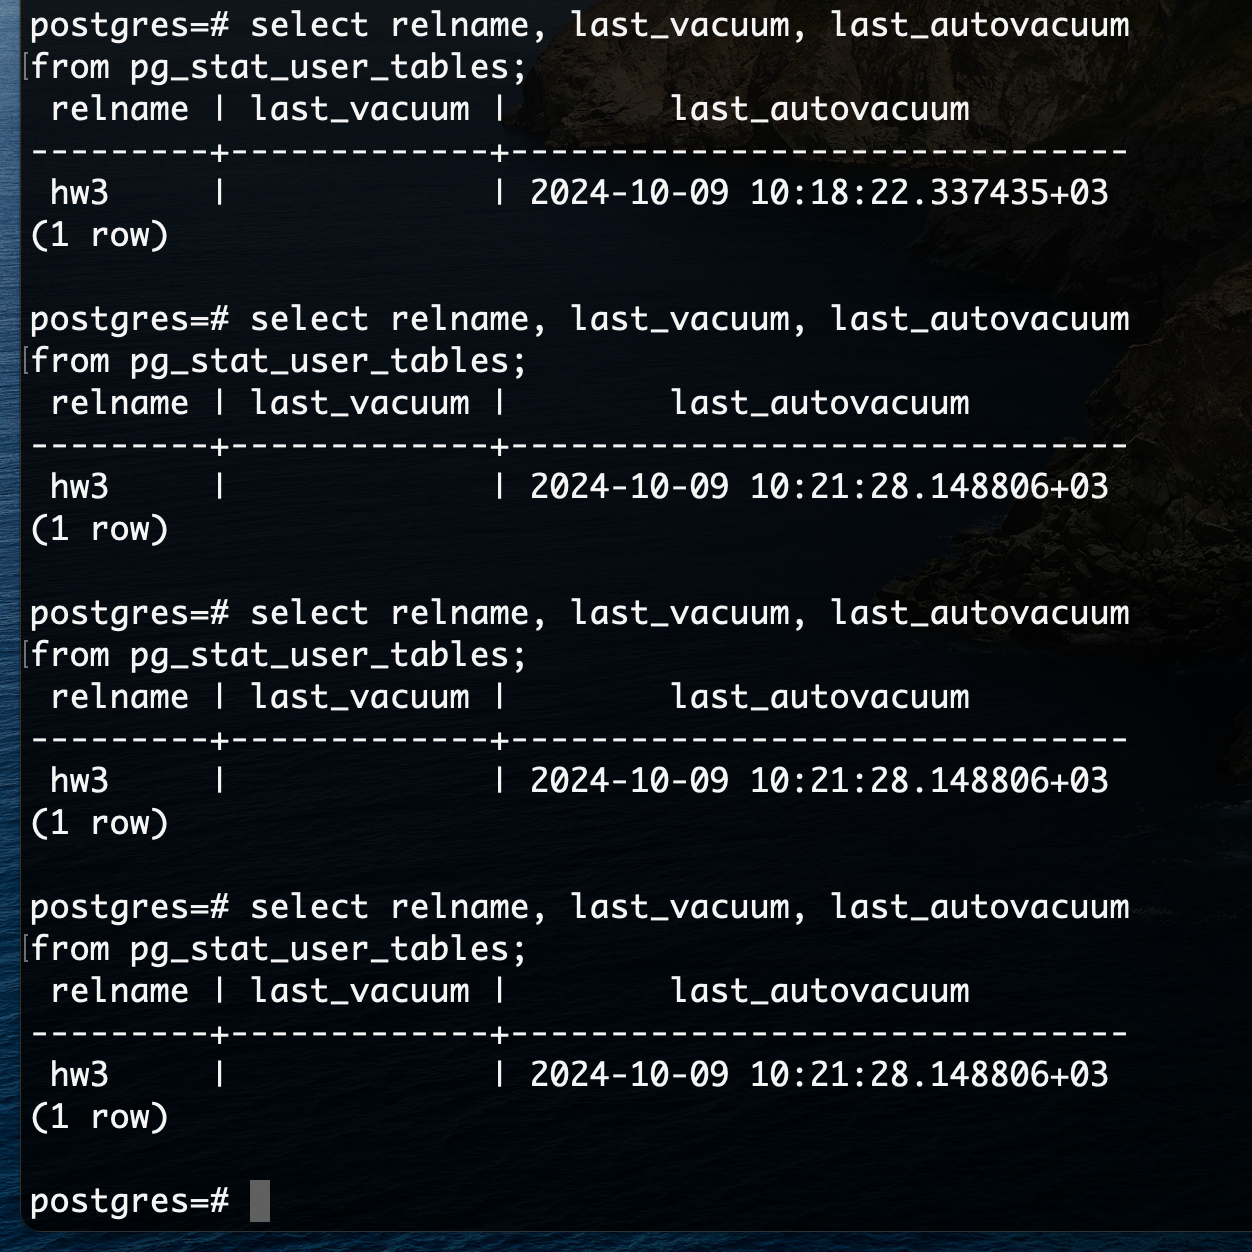 postgres=# select relname, last_vacuum, last_autovacuum
from pg_stat_user_tables;
 relname | last_vacuum |        last_autovacuum
---------+-------------+-------------------------------
 hw3     |             | 2024-10-09 10:18:22.337435+03
(1 row)

postgres=# select relname, last_vacuum, last_autovacuum
from pg_stat_user_tables;
 relname | last_vacuum |        last_autovacuum
---------+-------------+-------------------------------
 hw3     |             | 2024-10-09 10:21:28.148806+03
(1 row)

postgres=# select relname, last_vacuum, last_autovacuum
from pg_stat_user_tables;
 relname | last_vacuum |        last_autovacuum
---------+-------------+-------------------------------
 hw3     |             | 2024-10-09 10:21:28.148806+03
(1 row)

postgres=# select relname, last_vacuum, last_autovacuum
from pg_stat_user_tables;
 relname | last_vacuum |        last_autovacuum
---------+-------------+-------------------------------
 hw3     |             | 2024-10-09 10:21:28.148806+03
(1 row)

postgres=#